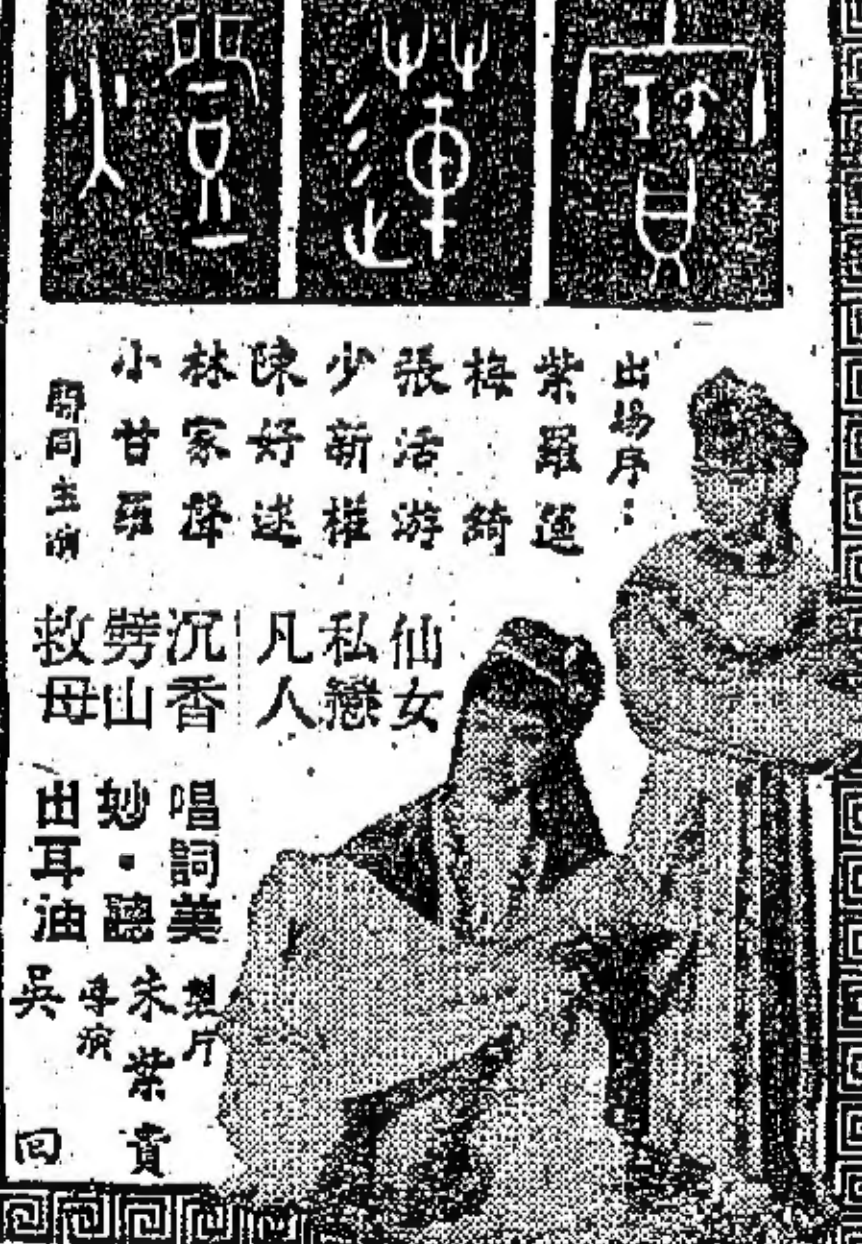 寶蓮燈
出場序：
紫羅蓮
梅綺
張活游
少新權
陳好逑
林家聲
小甘羅
聯同主演
仙女
私戀
凡人
沉香
劈山
救母
唱詞美
妙·聽
出耳油
製片
朱紫貴
導演
吳回